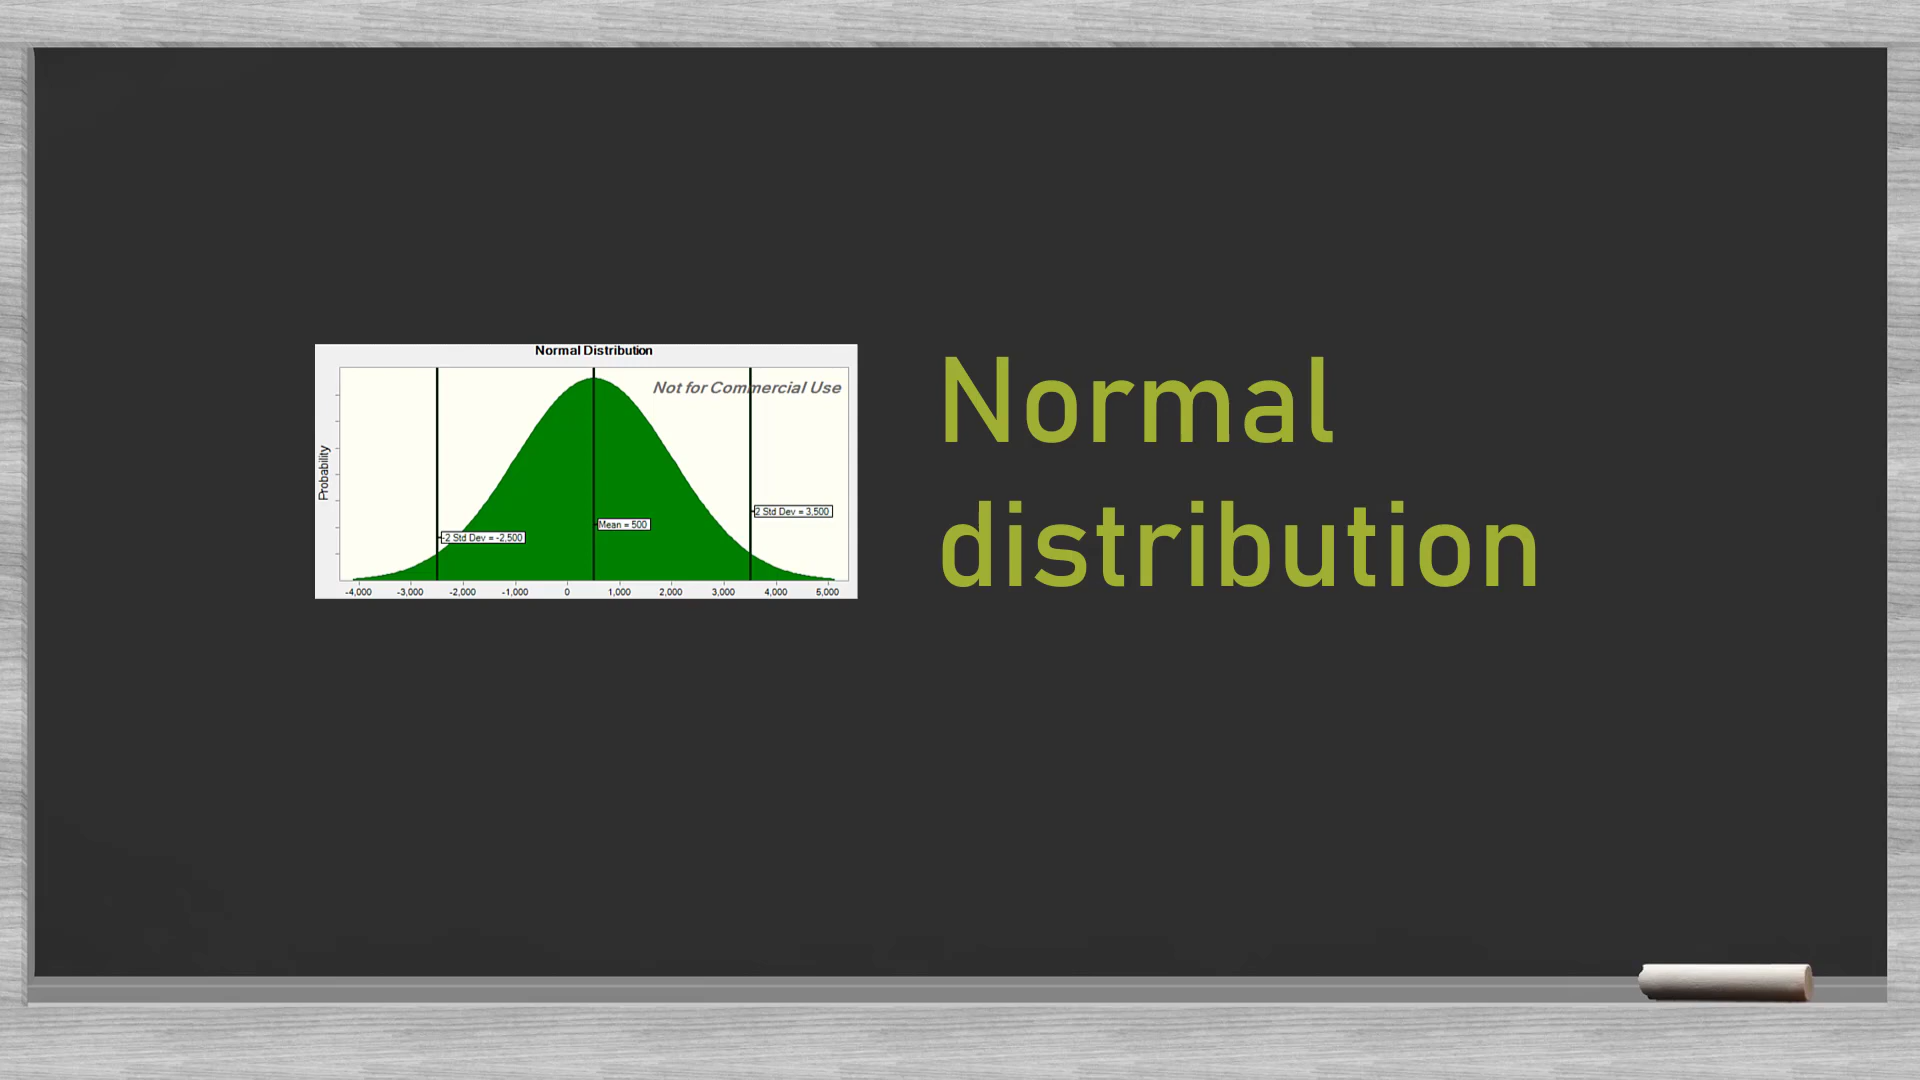 Normal Distribution
Not for Commercial Use
Probability
2 Std Dev = 3,500
Mean = 500
-2 Std Dev = -2,500
-4,000 -3,000 -2,000 -1,000 0 1,000 2,000 3,000 4,000 5,000
Normal
distribution